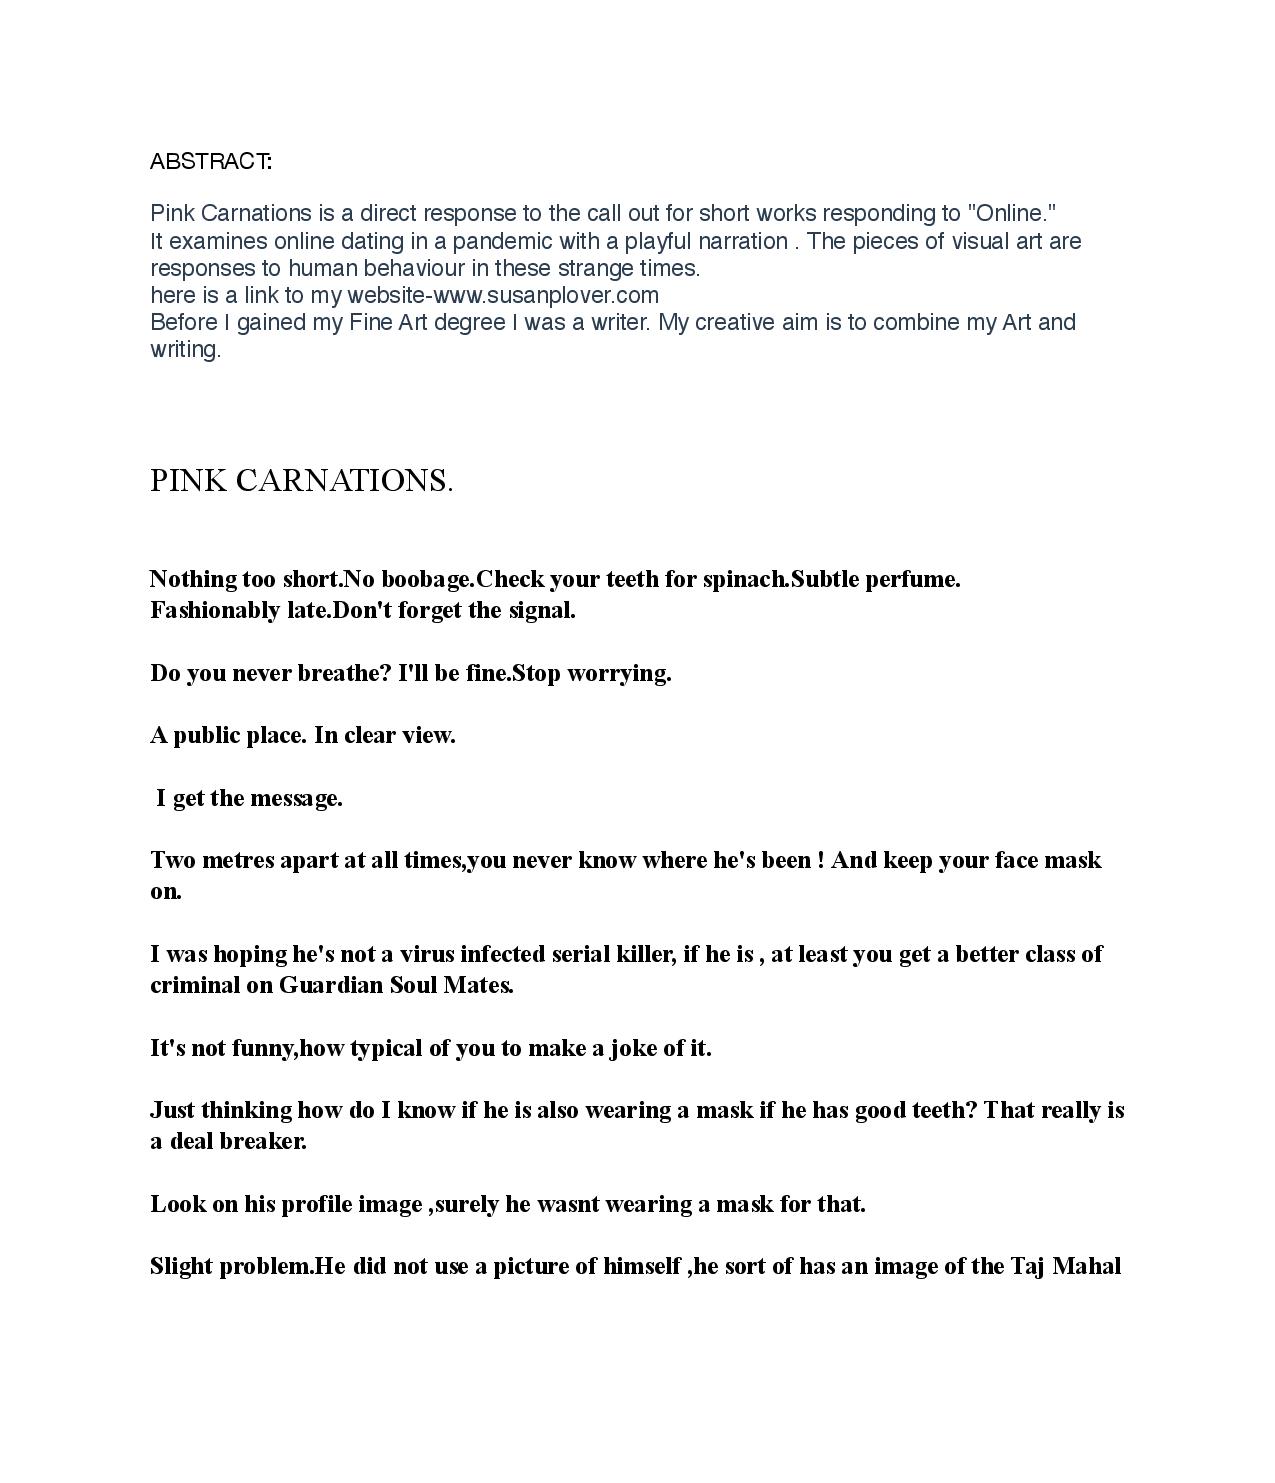 ABSTRACT:
Pink Carnations is a direct response to the call out for short works responding to "Online."
It examines online dating in a pandemic with a playful narration . The pieces of visual art are
responses to human behaviour in these strange times.
here is a link to my website-www.susanplover.com
Before I gained my Fine Art degree I was a writer. My creative aim is to combine my Art and
writing.
PINK CARNATIONS.
Nothing too short.No boobage.Check your teeth for spinach.Subtle perfume.
Fashionably late.Don't forget the signal.
Do you never breathe? I'll be fine.Stop worrying.
A public place. In clear view.
I get the message.
Two metres apart at all times,you never know where he's been ! And keep your face mask
on.
I was hoping he's not a virus infected serial killer, if he is , at least you get a better class of
criminal on Guardian Soul Mates.
It's not funny,how typical of you to make a joke of it.
Just thinking how do I know if he is also wearing a mask if he has good teeth? That really is
a deal breaker.
Look on his profile image ,surely he wasnt wearing a mask for that.
Slight problem.He did not use a picture of himself ,he sort of has an image of the Taj Mahal